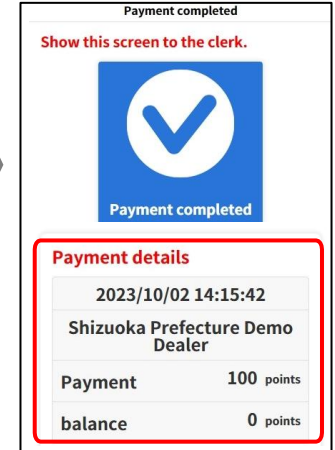 Payment completed
Show this screen to the clerk.
Payment completed
Payment details
2023/10/02 14:15:42
Shizuoka Prefecture Demo
Dealer
Payment 100 points
balance 0 points